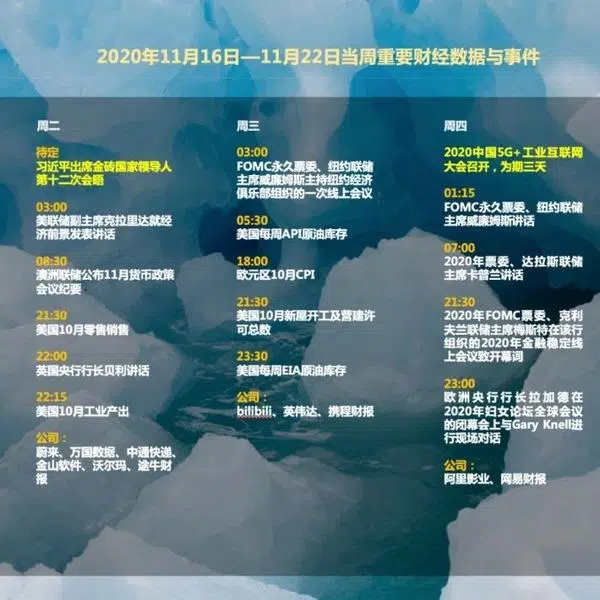 2020年11月16日—11月22日当周重要财经数据与事件
周二
待定
习近平出席金砖国家领导人
第十二次会晤
03:00
美联储副主席克拉里达就经
济前景发表讲话
08:30
澳洲联储公布11月货币政策
会议纪要
21:30
美国10月零售销售
22:00
英国央行行长贝利讲话
22:15
美国10月工业产出
公司：
蔚来、万国数据、中通快递、
金山软件、沃尔玛、途牛财
报
周三
03:00
FOMC永久票委、纽约联储
主席威廉姆斯主持纽约经济
俱乐部组织的一次线上会议
05:30
美国每周API原油库存
18:00
欧元区10月CPI
21:30
美国10月新屋开工及营建许
可总数
23:30
美国每周EIA原油库存
公司：
bilibili、英伟达、携程财报
周四
2020中国5G+工业互联网
大会召开，为期三天
01:15
FOMC永久票委、纽约联储
主席威廉姆斯讲话
07:00
2020年票委、达拉斯联储
主席卡普兰讲话
21:30
2020年FOMC票委、克利
夫兰联储主席梅斯特在该行
组织的2020年金融稳定线
上会议致开幕词
23:00
欧洲央行行长拉加德在
2020年妇女论坛全球会议
的闭幕会上与Gary Knell进
行现场对话
公司：
阿里影业、网易财报